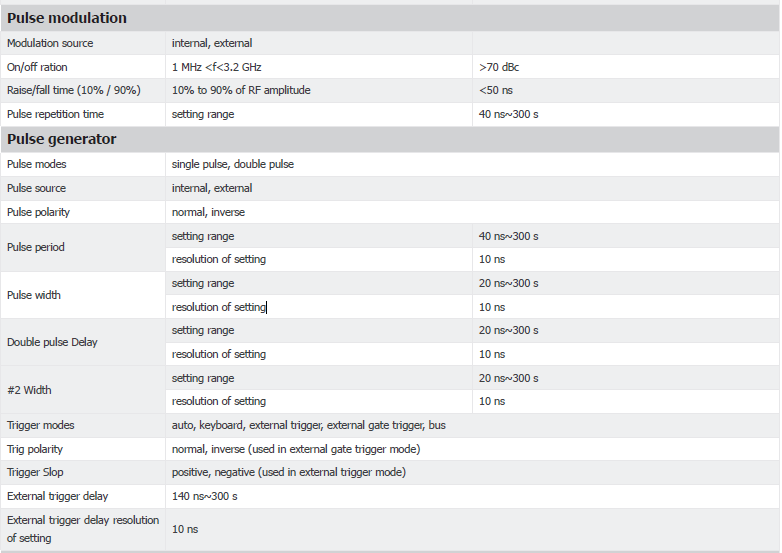 Pulse modulation
Modulation source internal, external
On/off ration 1 MHz <f<3.2 GHz >70 dBc
Raise/fall time (10% / 90%) 10% to 90% of RF amplitude <50 ns
Pulse repetition time setting range 40 ns~300 s
Pulse generator
Pulse modes single pulse, double pulse
Pulse source internal, external
Pulse polarity normal, inverse
Pulse period setting range 40 ns~300 s
resolution of setting 10 ns
Pulse width setting range 20 ns~300 s
resolution of setting 10 ns
Double pulse Delay setting range 20 ns~300 s
resolution of setting 10 ns
#2 Width setting range 20 ns~300 s
resolution of setting 10 ns
Trigger modes auto, keyboard, external trigger, external gate trigger, bus
Trig polarity normal, inverse (used in external gate trigger mode)
Trigger Slop positive, negative (used in external trigger mode)
External trigger delay 140 ns~300 s
External trigger delay resolution
of setting 10 ns